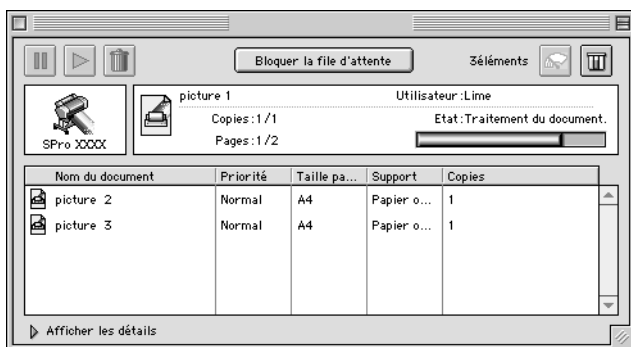 Bloquer la file d'attente
3éléments
picture 1
Utilisateur:Lime
Copies:1/1
Etat:Traitement du document.
Pages:1/2
SPro XXXX
Nom du document Priorité Taille pa... Support Copies
picture 2 Normal A4 Papier o... 1
picture 3 Normal A4 Papier o... 1
Afficher les détails